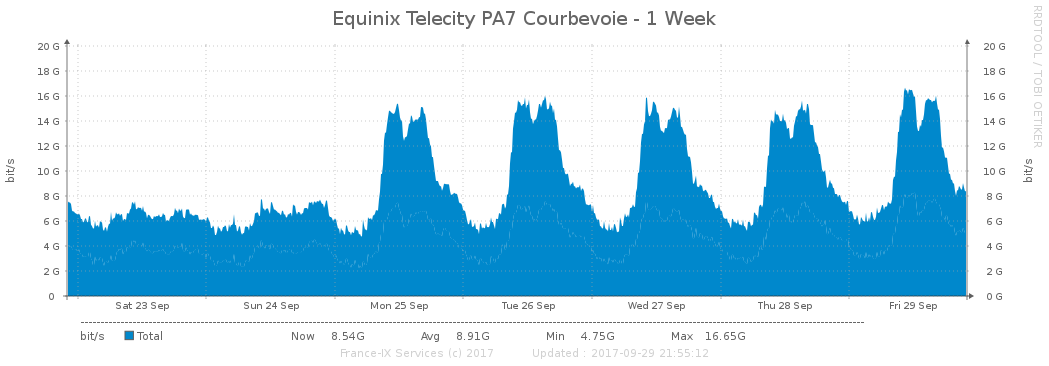 Equinix Telecity PA7 Courbevoie - 1 Week
RRDTOOL / TOBI OETIKER
20 G 20 G
18 G 18 G
16 G 16 G
14 G 14 G
12 G 12 G
10 G 10 G
8 G 8 G
6 G 6 G
4 G 4 G
2 G 2 G
0 0 G
bit/s bit/s
Sat 23 Sep Sun 24 Sep Mon 25 Sep Tue 26 Sep Wed 27 Sep Thu 28 Sep Fri 29 Sep
bit/s Total Now 8.54G Avg 8.91G Min 4.75G Max 16.65G
France-IX Services (c) 2017 Updated : 2017-09-29 21:55:12